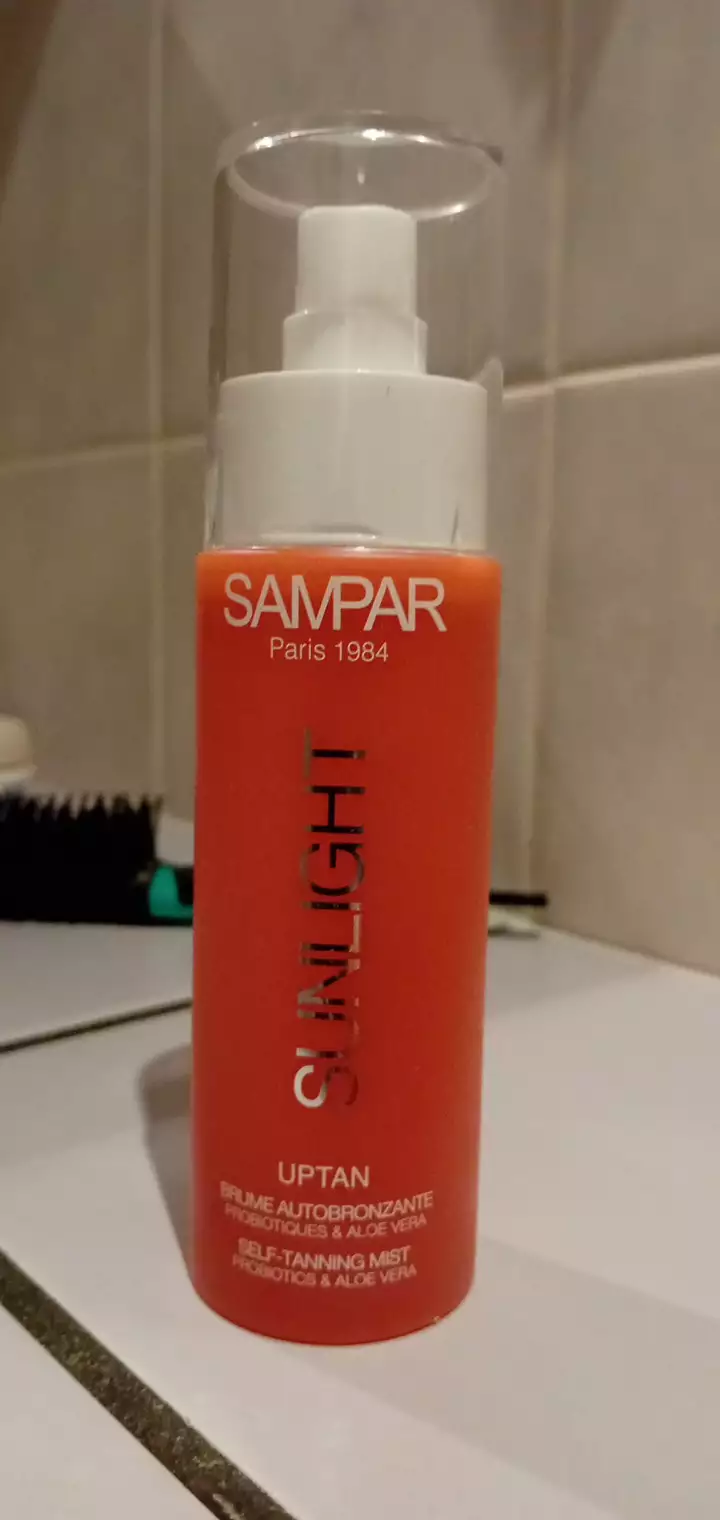 SAMPAR
Paris 1984
SUNLIGHT
UPTAN
BRUME AUTOBRONZANTE
PROBIOTIQUES & ALOE VERA
SELF-TANNING MIST
PROBIOTICS & ALOE VERA